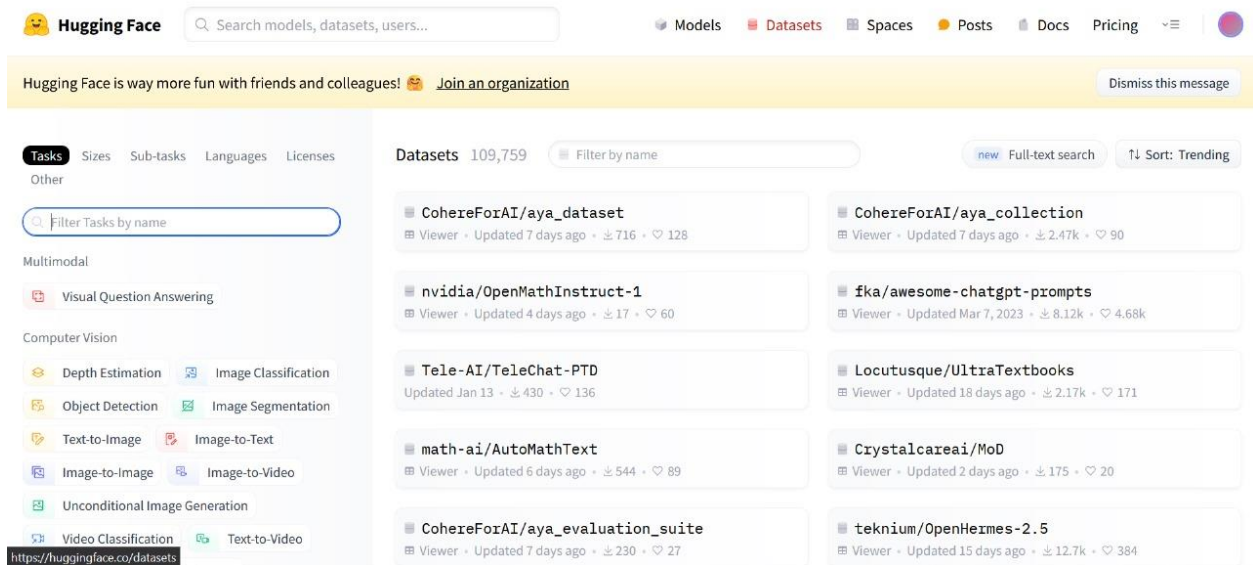 Hugging Face
Search models, datasets, users...
Models
Datasets
Spaces
Posts
Docs
Pricing
Hugging Face is way more fun with friends and colleagues! 🤗 Join an organization
Dismiss this message
Tasks Sizes Sub-tasks Languages Licenses
Other
Filter Tasks by name
Multimodal
Visual Question Answering
Computer Vision
Depth Estimation Image Classification
Object Detection Image Segmentation
Text-to-Image Image-to-Text
Image-to-Image Image-to-Video
Unconditional Image Generation
Video Classification Text-to-Video
https://huggingface.co/datasets
Datasets 109,759
Filter by name
new Full-text search
Sort: Trending
CohereForAI/aya_dataset
Viewer • Updated 7 days ago • 716 • 128
CohereForAI/aya_collection
Viewer • Updated 7 days ago • 2.47k • 90
nvidia/OpenMathInstruct-1
Viewer • Updated 4 days ago • 17 • 60
fka/awesome-chatgpt-prompts
Viewer • Updated Mar 7, 2023 • 8.12k • 4.68k
Tele-AI/TeleChat-PTD
Updated Jan 13 • 430 • 136
Locutusque/UltraTextbooks
Viewer • Updated 18 days ago • 2.17k • 171
math-ai/AutoMathText
Viewer • Updated 6 days ago • 544 • 89
Crystalcareai/MoD
Viewer • Updated 2 days ago • 175 • 20
CohereForAI/aya_evaluation_suite
Viewer • Updated 7 days ago • 230 • 27
teknium/OpenHermes-2.5
Viewer • Updated 15 days ago • 12.7k • 384